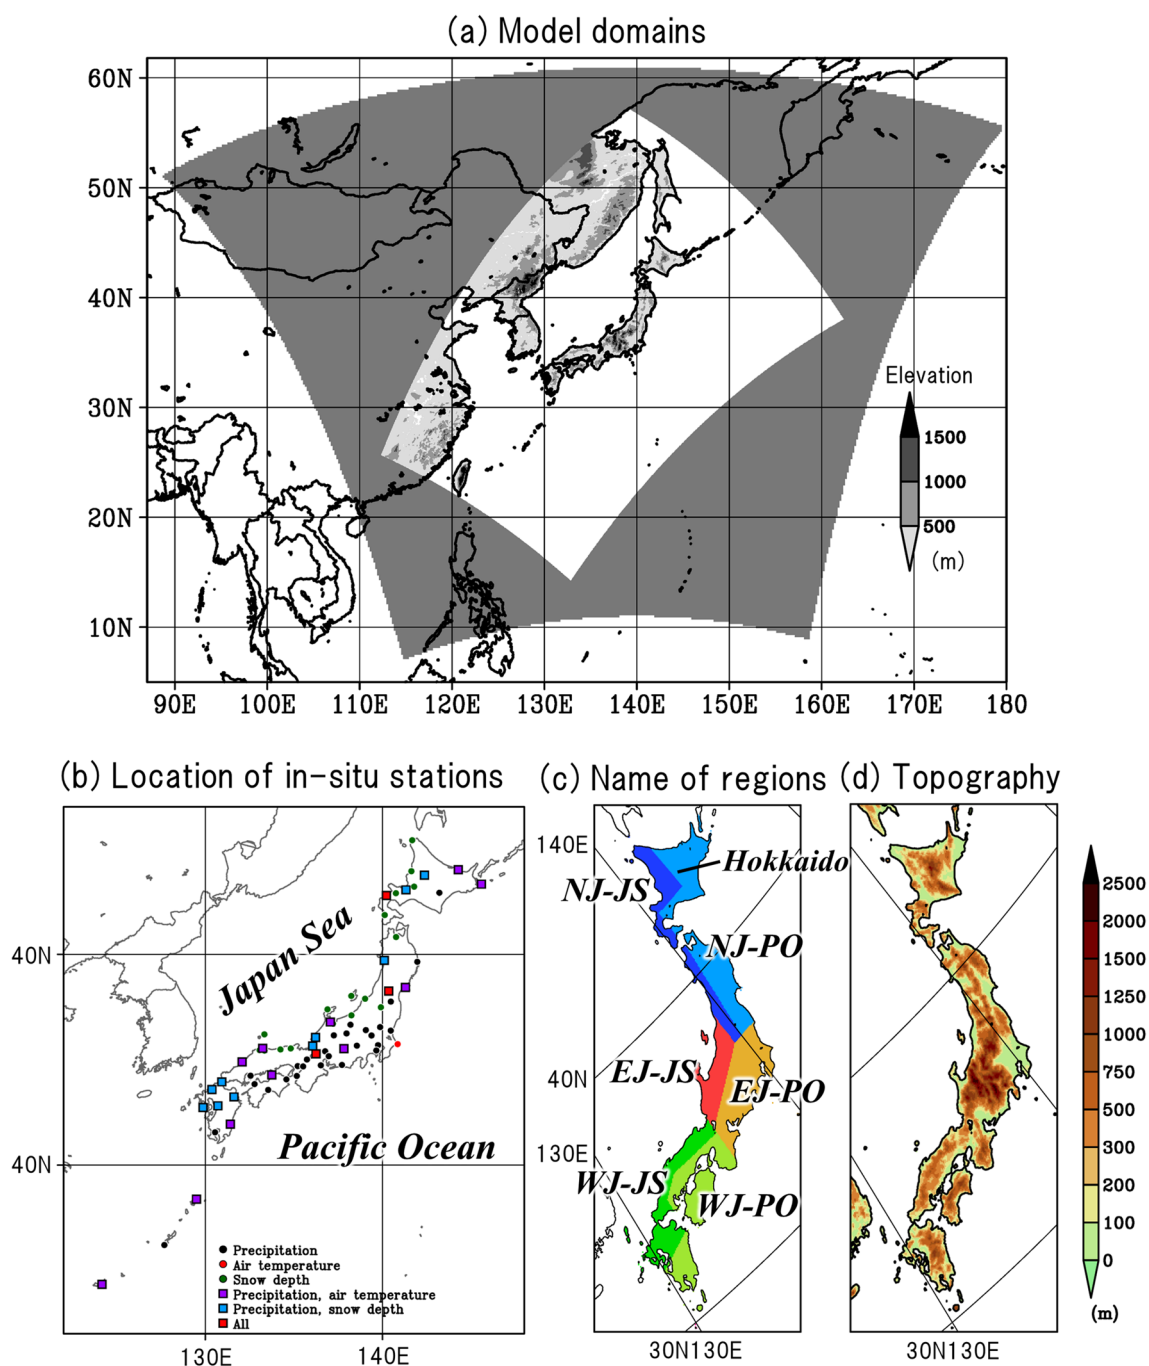 (a) Model domains
60N
50N
40N
30N
20N
10N
90E 100E 110E 120E 130E 140E 150E 160E 170E 180
Elevation
1500
1000
500
(m)
(b) Location of in-situ stations
40N
40N
130E 140E
Japan Sea
Pacific Ocean
Precipitation
Air temperature
Snow depth
Precipitation, air temperature
Precipitation, snow depth
All
(c) Name of regions
140E
40N
130E
30N130E
Hokkaido
NJ-JS
NJ-PO
EJ-JS
EJ-PO
WJ-JS
WJ-PO
(d) Topography
30N130E
2500
2000
1500
1250
1000
750
500
300
200
100
0
(m)